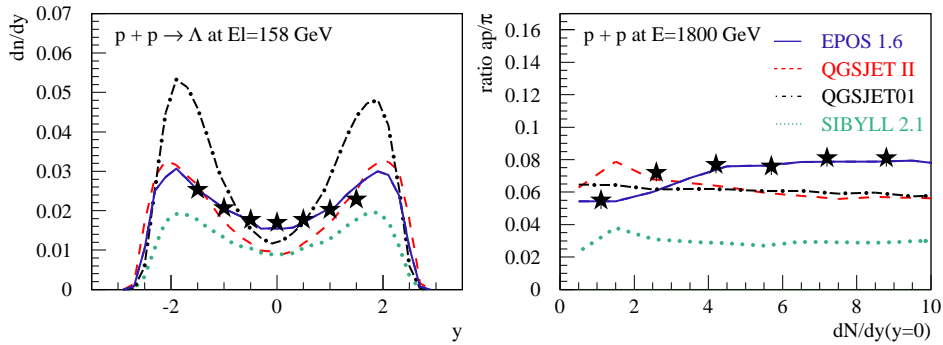 dn/dy
p + p → Λ at El=158 GeV
0.06
0.05
0.04
0.03
0.02
0.01
0
-2
0
2
y
ratio ap/π
p + p at E=1800 GeV
EPOS 1.6
QGSJET II
QGSJET01
SIBYLL 2.1
0.16
0.14
0.12
0.1
0.08
0.06
0.04
0.02
0
0
2
4
6
8
10
dN/dy(y=0)